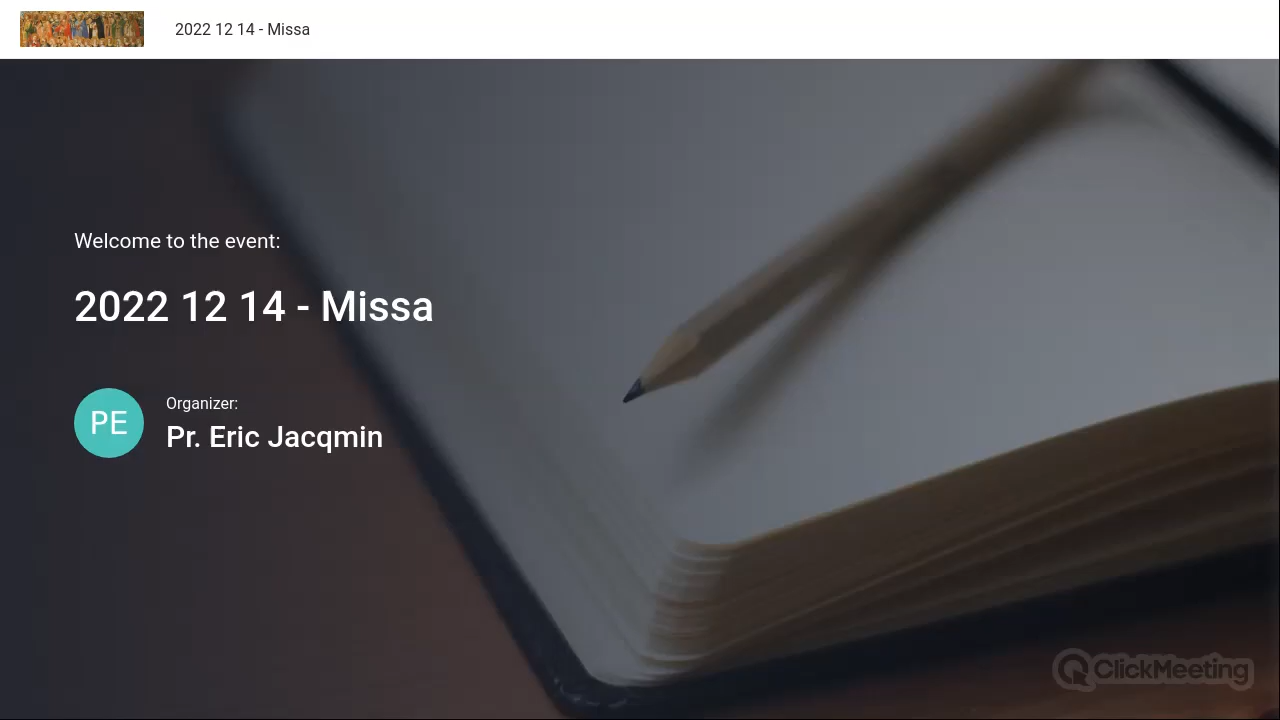 2022 12 14 - Missa
Welcome to the event:
2022 12 14 - Missa
PE
Organizer:
Pr. Eric Jacqmin
ClickMeeting